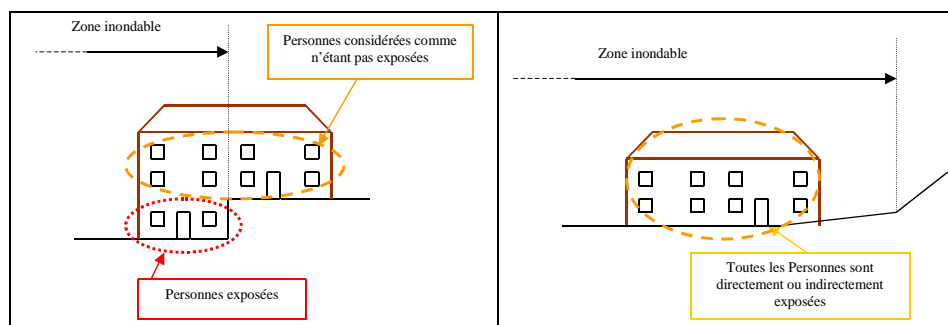 Zone inondable
Personnes considérées comme
n'étant pas exposées
Personnes exposées
Zone inondable
Toutes les Personnes sont
directement ou indirectement
exposées